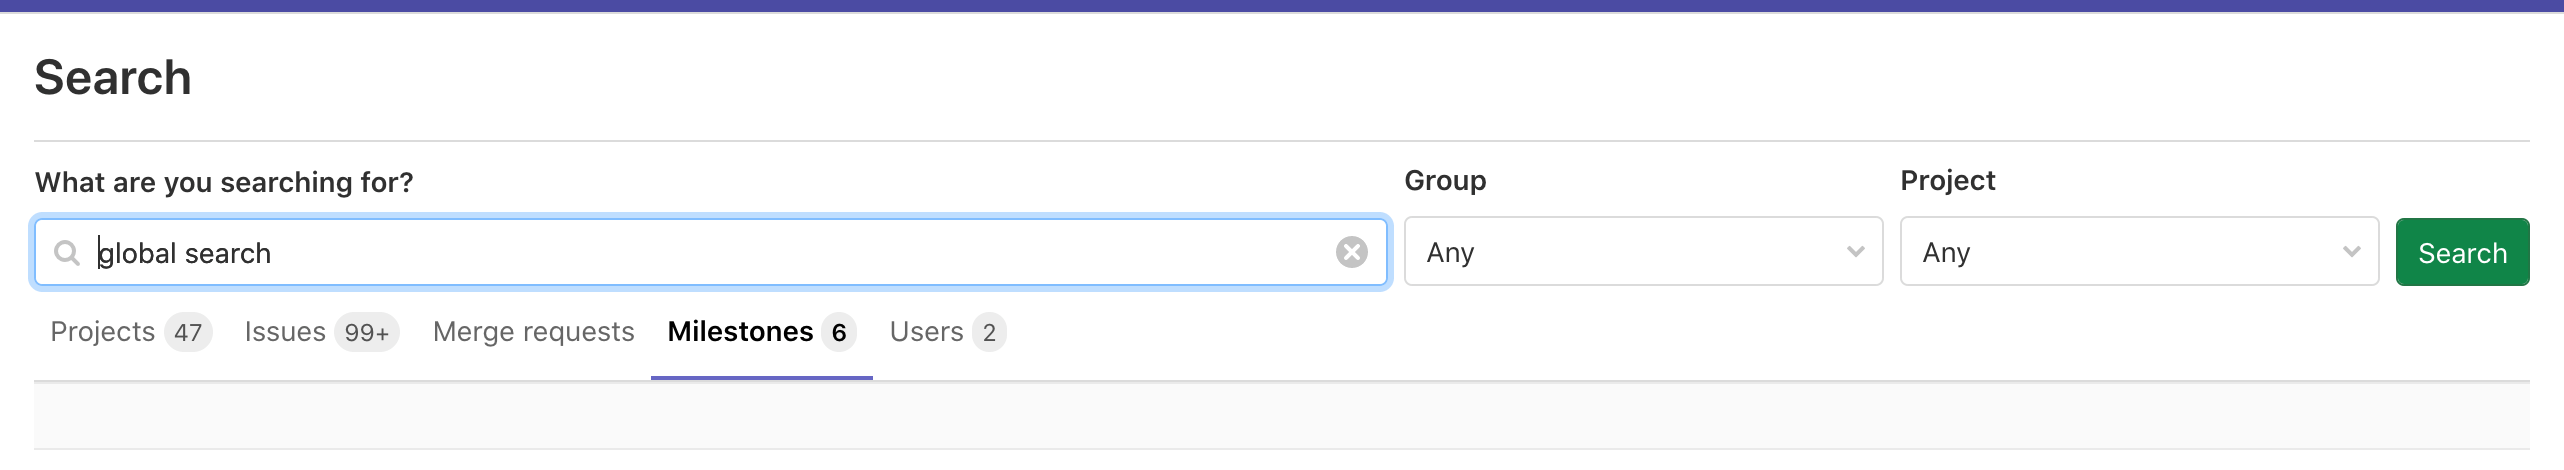 Search
What are you searching for?
Group
Project
global search
Any
Any
Search
Projects 47 Issues 99+ Merge requests Milestones 6 Users 2